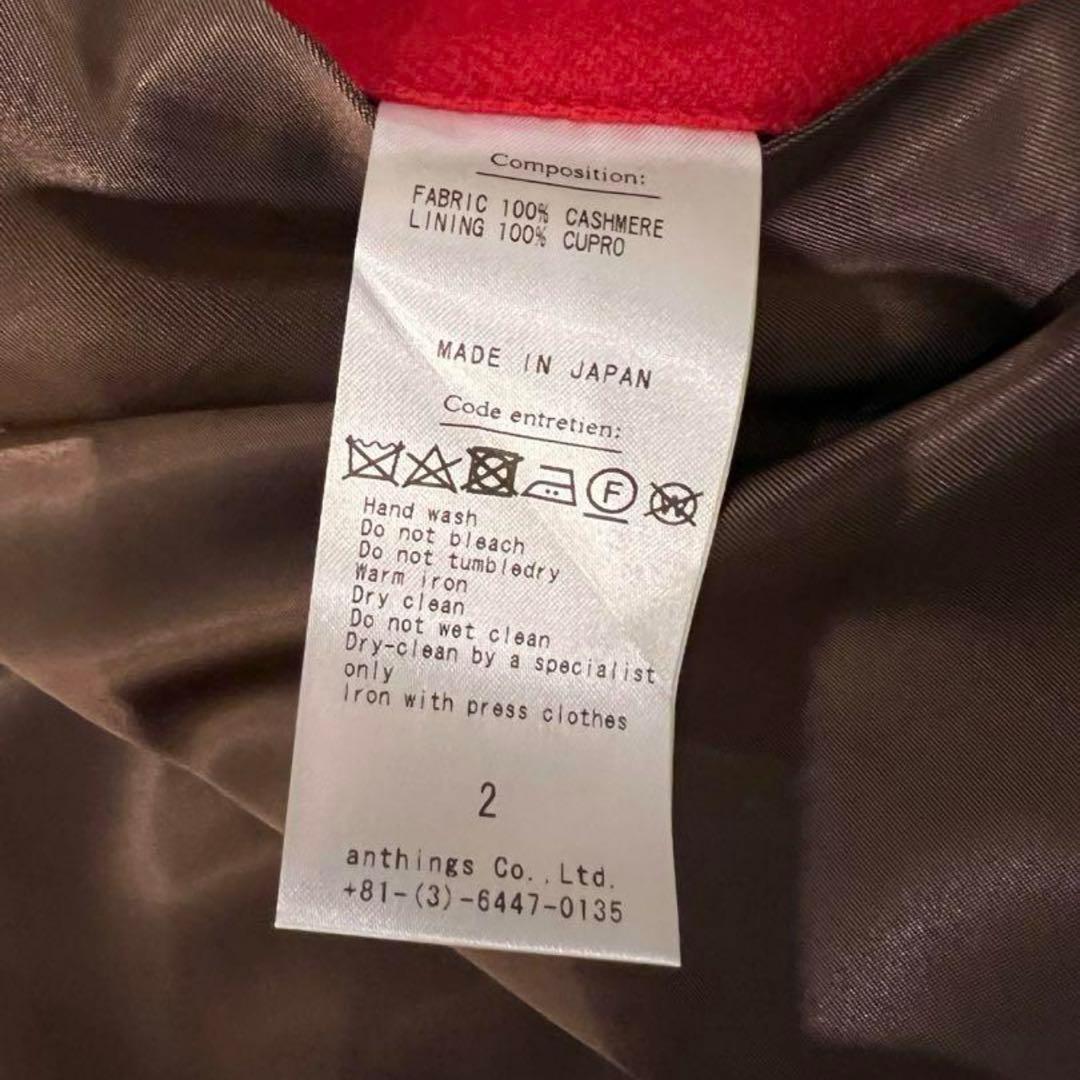 Composition:
FABRIC 100% CASHMERE
LINING 100% CUPRO
MADE IN JAPAN
Code entretien:
F W
Hand wash
Do not bleach
Do not tumbledry
Warm iron
Dry clean
Do not wet clean
Dry-clean by a specialist
only
Iron with press clothes
2
anthings Co.,Ltd.
+81-(3)-6447-0135